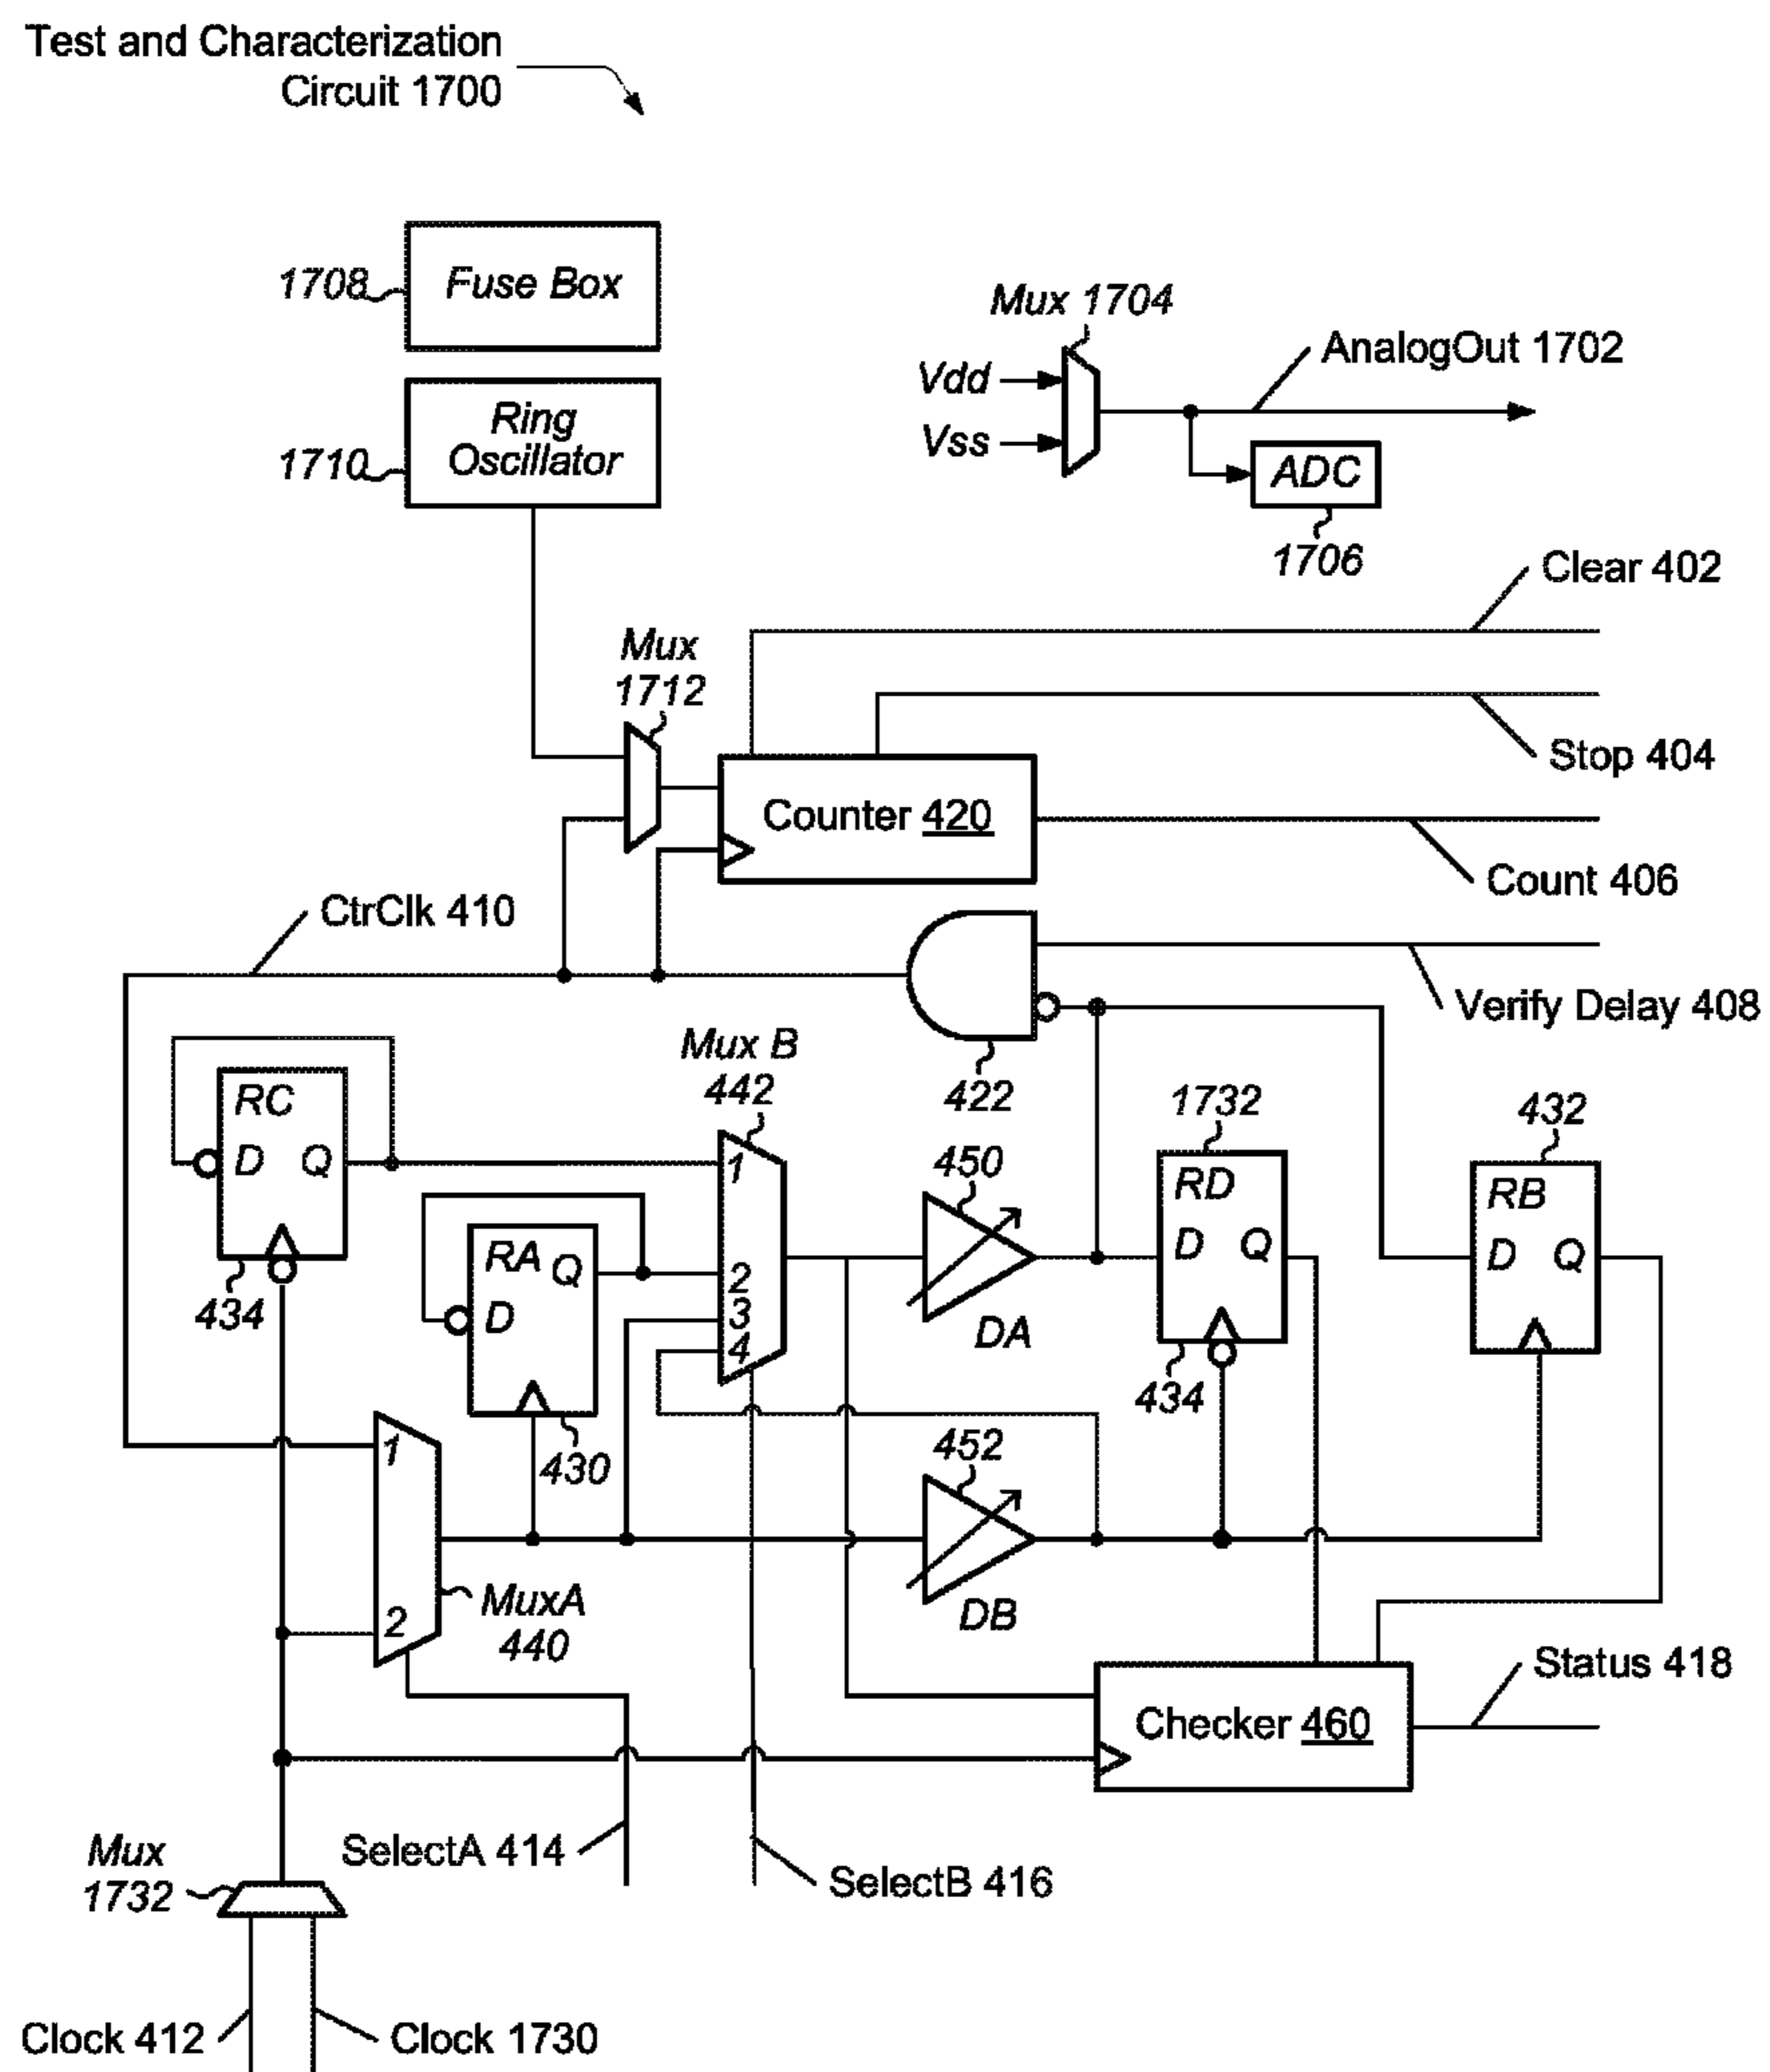 Test and Characterization
Circuit 1700
1708
Fuse Box
Mux 1704
AnalogOut 1702
Vdd
Vss
1710
Ring
Oscillator
ADC
1706
Clear 402
Mux
1712
Stop 404
Counter 420
Count 406
CtrClk 410
Verify Delay 408
Mux B
442
422
1732
432
RC
D
Q
434
1
2
3
4
RA
Q
D
430
450
DA
RD
D
Q
434
RB
D
Q
1
2
MuxA
440
452
DB
Status 418
Checker 460
Mux
1732
SelectA 414
SelectB 416
Clock 412
Clock 1730